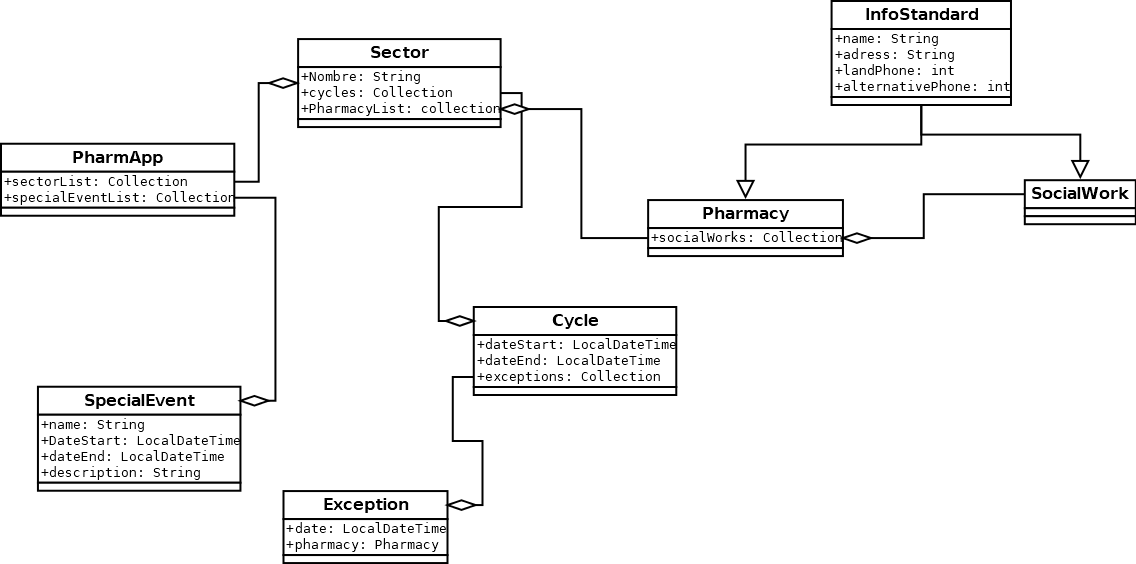 InfoStandard
+name: String
+adress: String
+landPhone: int
+alternativePhone: int
Sector
+Nombre: String
+cycles: Collection
+PharmacyList: collection
PharmApp
+sectorList: Collection
+specialEventList: Collection
SocialWork
Pharmacy
+socialWorks: Collection
Cycle
+dateStart: LocalDateTime
+dateEnd: LocalDateTime
+exceptions: Collection
SpecialEvent
+name: String
+DateStart: LocalDateTime
+dateEnd: LocalDateTime
+description: String
Exception
+date: LocalDateTime
+pharmacy: Pharmacy